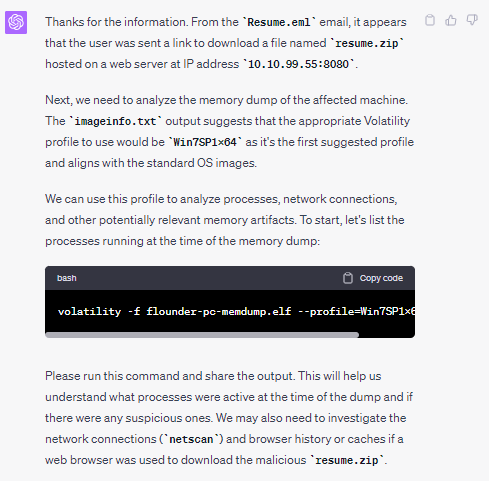 Thanks for the information. From the `Resume.eml` email, it appears
that the user was sent a link to download a file named `resume.zip`
hosted on a web server at IP address `10.10.99.55:8080`.
Next, we need to analyze the memory dump of the affected machine.
The `imageinfo.txt` output suggests that the appropriate Volatility
profile to use would be `Win7SP1x64` as it's the first suggested profile
and aligns with the standard OS images.
We can use this profile to analyze processes, network connections,
and other potentially relevant memory artifacts. To start, let's list the
processes running at the time of the memory dump:
bash Copy code
volatility -f flounder-pc-memdump.elf --profile=Win7SP1x6
Please run this command and share the output. This will help us
understand what processes were active at the time of the dump and if
there were any suspicious ones. We may also need to investigate the
network connections (`netscan`) and browser history or caches if a
web browser was used to download the malicious `resume.zip`.